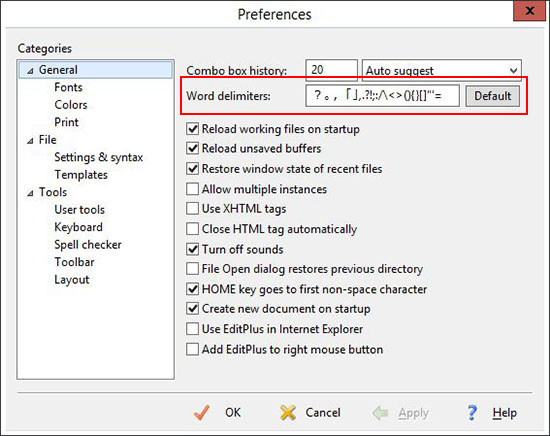 Preferences
X
Categories
General
Fonts
Colors
Print
File
Settings & syntax
Templates
Tools
User tools
Keyboard
Spell checker
Toolbar
Layout
Combo box history: 20 Auto suggest
Word delimiters: ？。，「」,.?!;:/\<>(){}[]"'= Default
Reload working files on startup
Reload unsaved buffers
Restore window state of recent files
Allow multiple instances
Use XHTML tags
Close HTML tag automatically
Turn off sounds
File Open dialog restores previous directory
HOME key goes to first non-space character
Create new document on startup
Use EditPlus in Internet Explorer
Add EditPlus to right mouse button
OK Cancel Apply ? Help